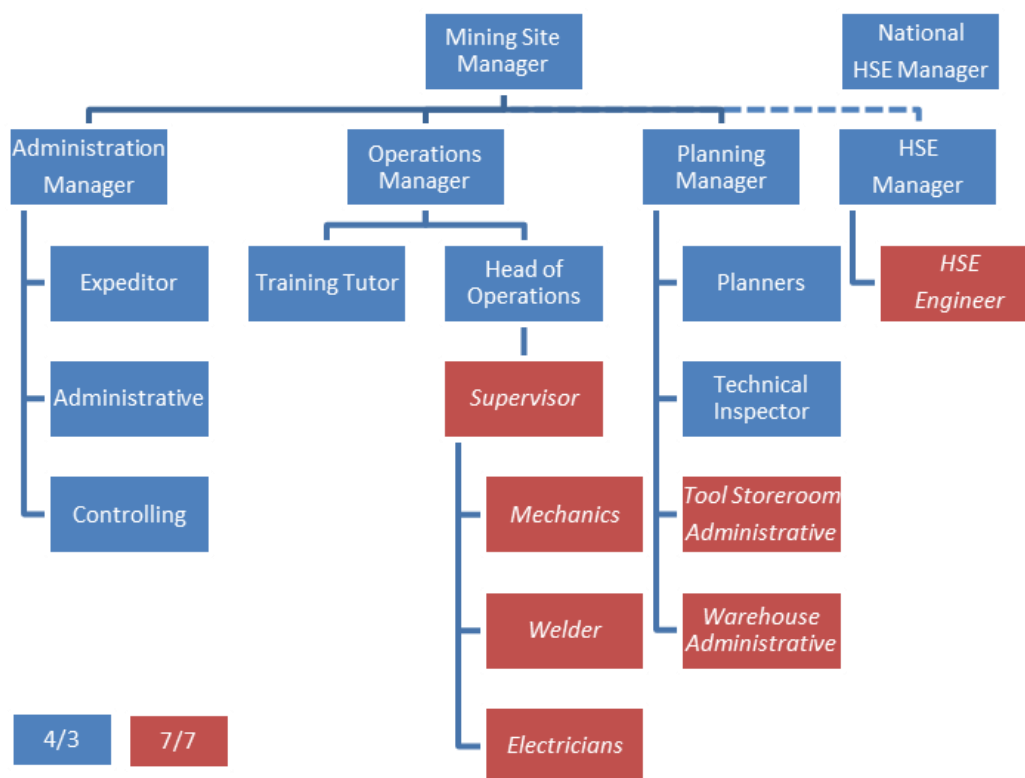 Mining Site
Manager
National
HSE Manager
Administration
Manager
Operations
Manager
Planning
Manager
HSE
Manager
Expeditor
Training Tutor
Head of
Operations
Planners
HSE
Engineer
Administrative
Supervisor
Technical
Inspector
Controlling
Mechanics
Tool Storeroom
Administrative
Welder
Warehouse
Administrative
4/3
7/7
Electricians